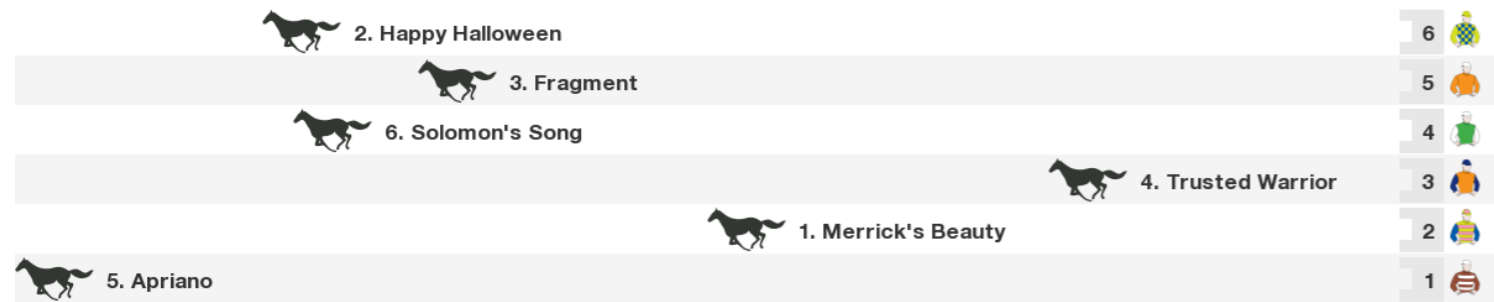 2. Happy Halloween 6
3. Fragment 5
6. Solomon's Song 4
4. Trusted Warrior 3
1. Merrick's Beauty 2
5. Apriano 1